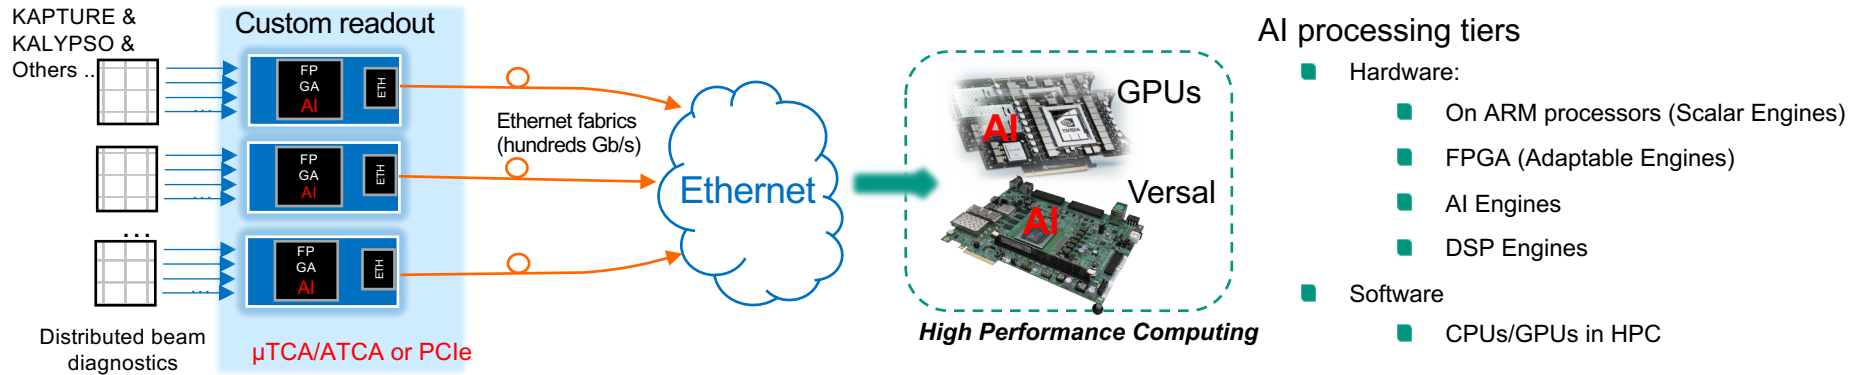 KAPTURE &
KALYPSO &
Others ..
Custom readout
FP
GA
AI
ETH
...
FP
GA
AI
ETH
...
...
FP
GA
AI
ETH
...
Distributed beam
diagnostics
µTCA/ATCA or PCIe
Ethernet fabrics
(hundreds Gb/s)
Ethernet
GPUs
AI
NVIDIA
Versal
AI
High Performance Computing
AI processing tiers
Hardware:
On ARM processors (Scalar Engines)
FPGA (Adaptable Engines)
AI Engines
DSP Engines
Software
CPUs/GPUs in HPC